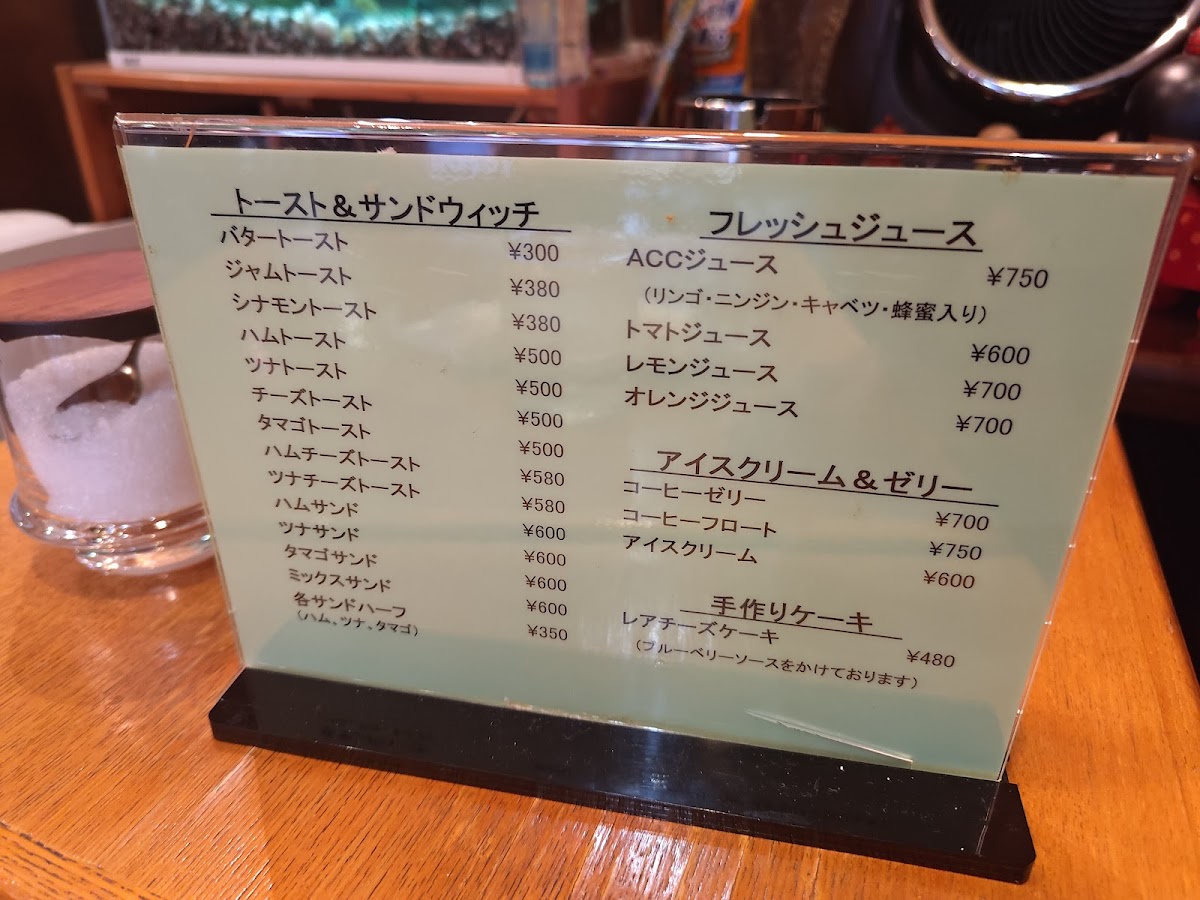 トースト&サンドウィッチ
バタートースト ¥300
ジャムトースト ¥380
シナモントースト ¥380
ハムトースト ¥500
ツナトースト ¥500
チーズトースト ¥500
タマゴトースト ¥500
ハムチーズトースト ¥580
ツナチーズトースト ¥580
ハムサンド ¥600
ツナサンド ¥600
タマゴサンド ¥600
ミックスサンド ¥600
各サンドハーフ ¥350
(ハム、ツナ、タマゴ)
フレッシュジュース
ACCジュース ¥750
(リンゴ・ニンジン・キャベツ・蜂蜜入り)
トマトジュース ¥600
レモンジュース ¥700
オレンジジュース ¥700
アイスクリーム&ゼリー
コーヒーゼリー ¥700
コーヒーフロート ¥750
アイスクリーム ¥600
手作りケーキ
レアチーズケーキ ¥480
(ブルーベリーソースをかけております)